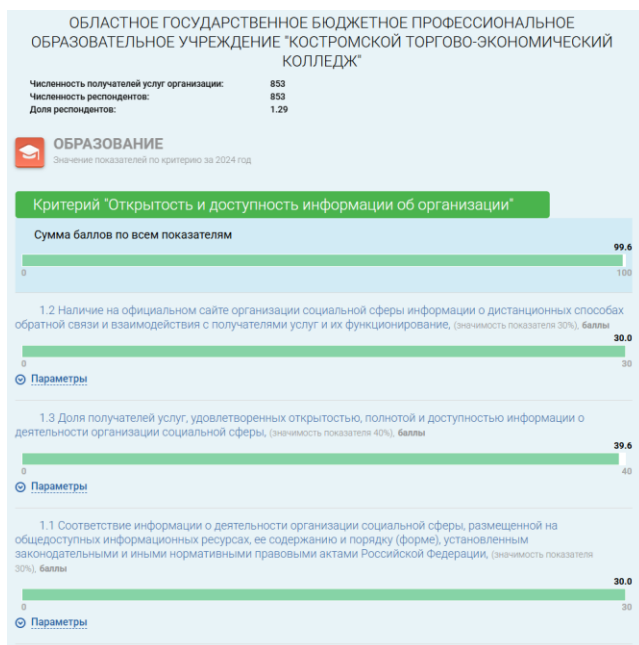 ОБЛАСТНОЕ ГОСУДАРСТВЕННОЕ БЮДЖЕТНОЕ ПРОФЕССИОНАЛЬНОЕ
ОБРАЗОВАТЕЛЬНОЕ УЧРЕЖДЕНИЕ "КОСТРОМСКОЙ ТОРГОВО-ЭКОНОМИЧЕСКИЙ
КОЛЛЕДЖ"
Численность получателей услуг организации: 853
Численность респондентов: 853
Доля респондентов: 1.29
ОБРАЗОВАНИЕ
Значение показателей по критерию за 2024 год
Критерий "Открытость и доступность информации об организации"
Сумма баллов по всем показателям
99.6
0 100
1.2 Наличие на официальном сайте организации социальной сферы информации о дистанционных способах
обратной связи и взаимодействия с получателями услуг и их функционирование, (значимость показателя 30%), баллы
30.0
0 30
Параметры
1.3 Доля получателей услуг, удовлетворенных открытостью, полнотой и доступностью информации о
деятельности организации социальной сферы, (значимость показателя 40%), баллы
39.6
0 40
Параметры
1.1 Соответствие информации о деятельности организации социальной сферы, размещенной на
общедоступных информационных ресурсах, ее содержанию и порядку (форме), установленным
законодательными и иными нормативными правовыми актами Российской Федерации, (значимость показателя
30%), баллы
30.0
0 30
Параметры